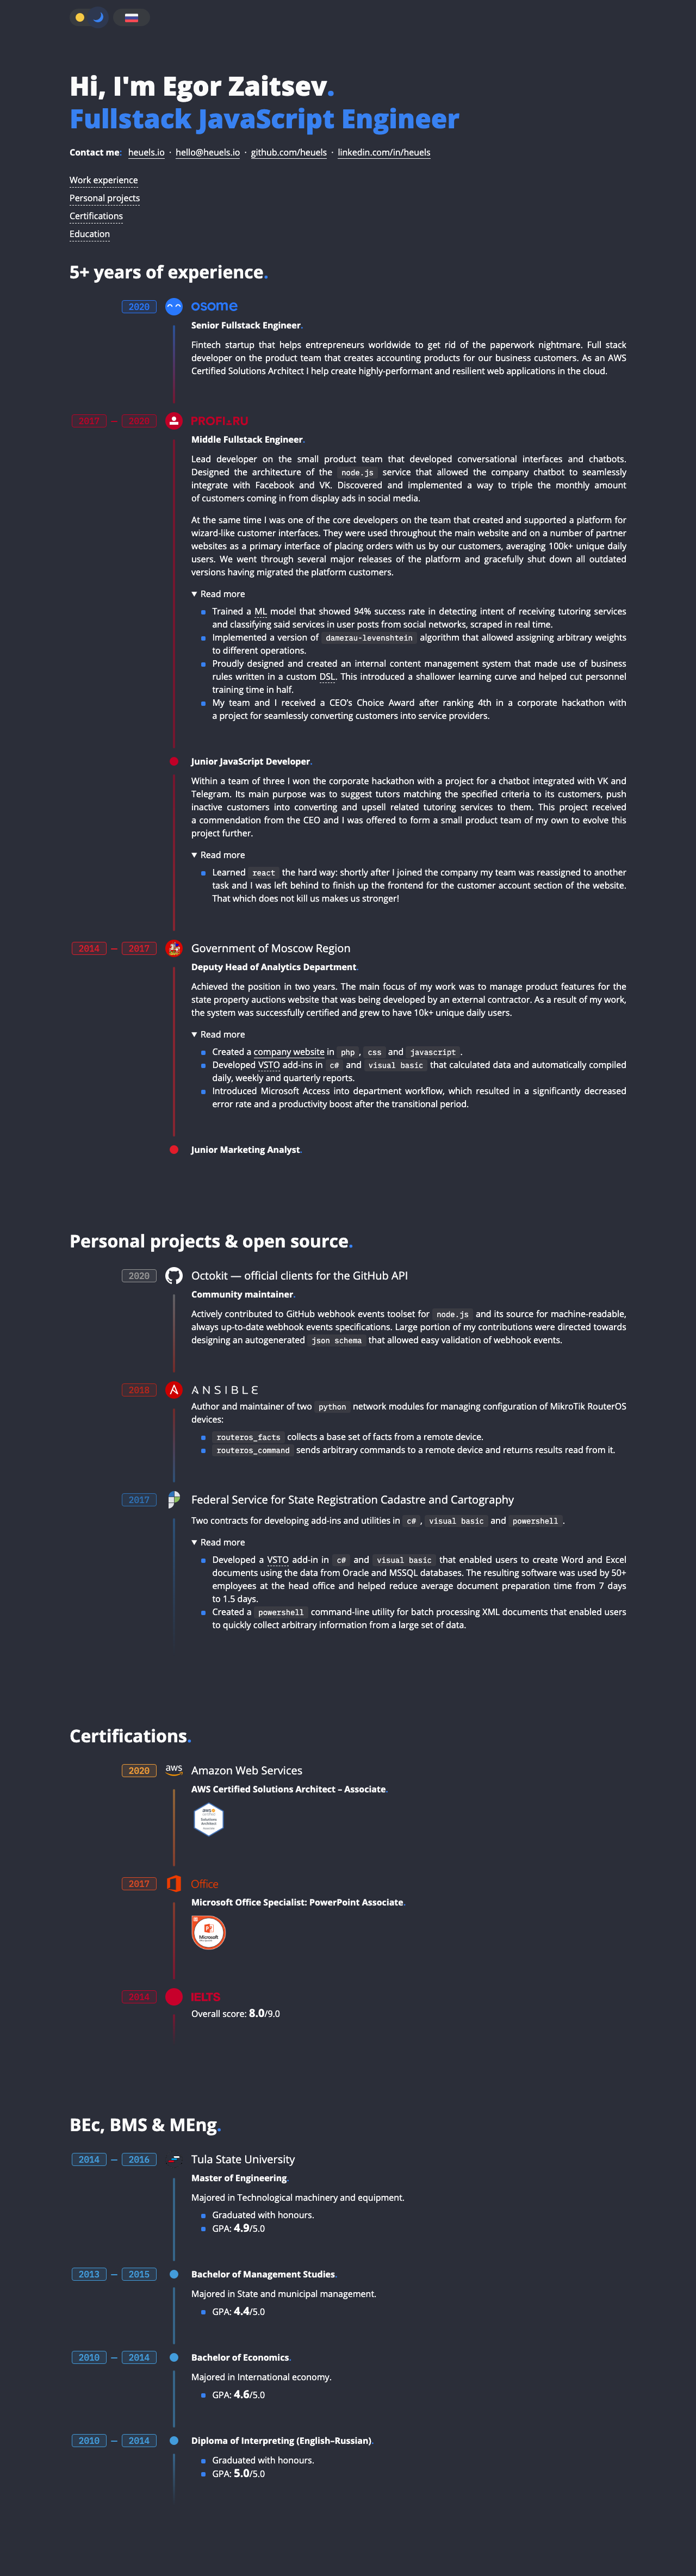 Hi, I'm Egor Zaitsev.
Fullstack JavaScript Engineer
Contact me: heuels.io · hello@heuels.io · github.com/heuels · linkedin.com/in/heuels
Work experience
Personal projects
Certifications
Education
5+ years of experience.
2020 osome
Senior Fullstack Engineer.
Fintech startup that helps entrepreneurs worldwide to get rid of the paperwork nightmare. Full stack
developer on the product team that creates accounting products for our business customers. As an AWS
Certified Solutions Architect I help create highly-performant and resilient web applications in the cloud.
2017 — 2020 PROFI.RU
Middle Fullstack Engineer.
Lead developer on the small product team that developed conversational interfaces and chatbots.
Designed the architecture of the node.js service that allowed the company chatbot to seamlessly
integrate with Facebook and VK. Discovered and implemented a way to triple the monthly amount
of customers coming in from display ads in social media.
At the same time I was one of the core developers on the team that created and supported a platform for
wizard-like customer interfaces. They were used throughout the main website and on a number of partner
websites as a primary interface of placing orders with us by our customers, averaging 100k+ unique daily
users. We went through several major releases of the platform and gracefully shut down all outdated
versions having migrated the platform customers.
▼ Read more
Trained a ML model that showed 94% success rate in detecting intent of receiving tutoring services
and classifying said services in user posts from social networks, scraped in real time.
Implemented a version of damerau-levenshtein algorithm that allowed assigning arbitrary weights
to different operations.
Proudly designed and created an internal content management system that made use of business
rules written in a custom DSL. This introduced a shallower learning curve and helped cut personnel
training time in half.
My team and I received a CEO's Choice Award after ranking 4th in a corporate hackathon with
a project for seamlessly converting customers into service providers.
Junior JavaScript Developer.
Within a team of three I won the corporate hackathon with a project for a chatbot integrated with VK and
Telegram. Its main purpose was to suggest tutors matching the specified criteria to its customers, push
inactive customers into converting and upsell related tutoring services to them. This project received
a commendation from the CEO and I was offered to form a small product team of my own to evolve this
project further.
▼ Read more
Learned react the hard way: shortly after I joined the company my team was reassigned to another
task and I was left behind to finish up the frontend for the customer account section of the website.
That which does not kill us makes us stronger!
2014 — 2017 Government of Moscow Region
Deputy Head of Analytics Department.
Achieved the position in two years. The main focus of my work was to manage product features for the
state property auctions website that was being developed by an external contractor. As a result of my work,
the system was successfully certified and grew to have 10k+ unique daily users.
▼ Read more
Created a company website in php, css and javascript.
Developed VSTO add-ins in c# and visual basic that calculated data and automatically compiled
daily, weekly and quarterly reports.
Introduced Microsoft Access into department workflow, which resulted in a significantly decreased
error rate and a productivity boost after the transitional period.
Junior Marketing Analyst.
Personal projects & open source.
2020 Octokit — official clients for the GitHub API
Community maintainer.
Actively contributed to GitHub webhook events toolset for node.js and its source for machine-readable,
always up-to-date webhook events specifications. Large portion of my contributions were directed towards
designing an autogenerated json schema that allowed easy validation of webhook events.
2018 ANSIBLE
Author and maintainer of two python network modules for managing configuration of MikroTik RouterOS
devices:
routeros_facts collects a base set of facts from a remote device.
routeros_command sends arbitrary commands to a remote device and returns results read from it.
2017 Federal Service for State Registration Cadastre and Cartography
Two contracts for developing add-ins and utilities in c#, visual basic and powershell.
▼ Read more
Developed a VSTO add-in in c# and visual basic that enabled users to create Word and Excel
documents using the data from Oracle and MSSQL databases. The resulting software was used by 50+
employees at the head office and helped reduce average document preparation time from 7 days
to 1.5 days.
Created a powershell command-line utility for batch processing XML documents that enabled users
to quickly collect arbitrary information from a large set of data.
Certifications.
2020 aws Amazon Web Services
AWS Certified Solutions Architect – Associate.
aws
certified
Solutions
Architect
2017 Office
Microsoft Office Specialist: PowerPoint Associate.
Microsoft
2014 IELTS
Overall score: 8.0/9.0
BEc, BMS & MEng.
2014 — 2016 Tula State University
Master of Engineering.
Majored in Technological machinery and equipment.
Graduated with honours.
GPA: 4.9/5.0
2013 — 2015 Bachelor of Management Studies.
Majored in State and municipal management.
GPA: 4.4/5.0
2010 — 2014 Bachelor of Economics.
Majored in International economy.
GPA: 4.6/5.0
2010 — 2014 Diploma of Interpreting (English–Russian).
Graduated with honours.
GPA: 5.0/5.0